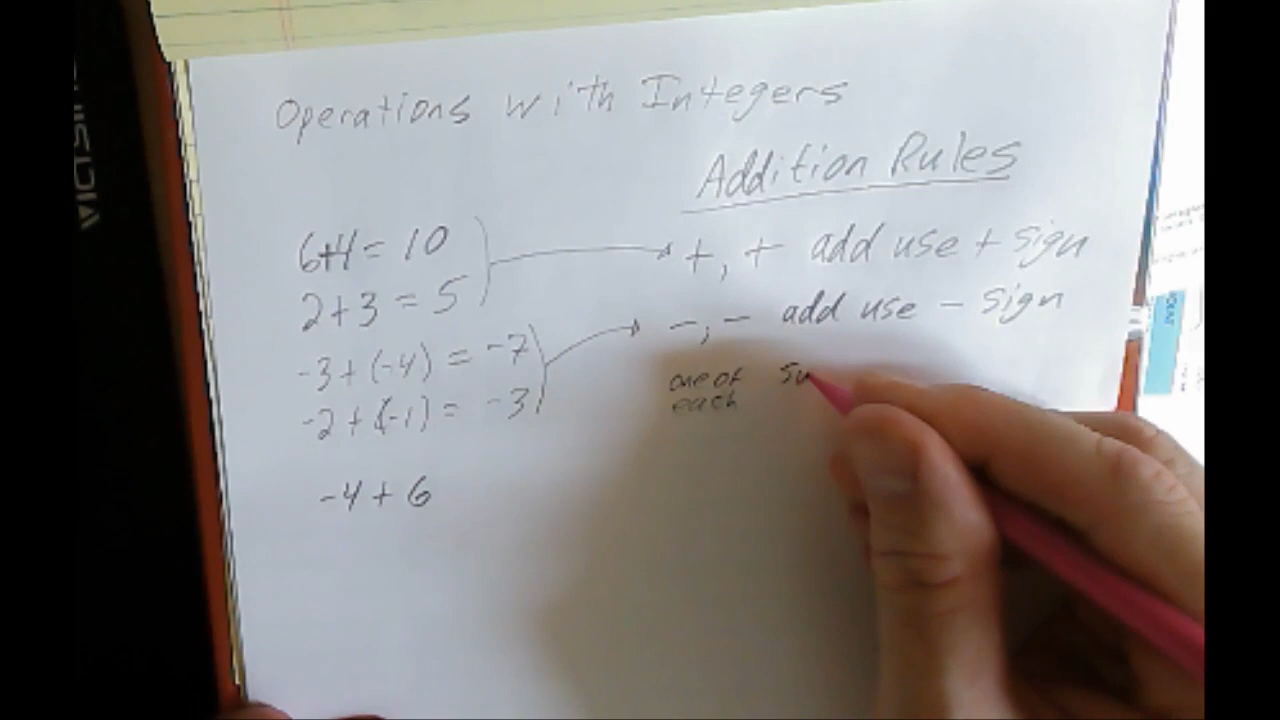 Operations with Integers
Addition Rules
6+4= 10
2+3 = 5
-3+(-4) = -7
-2+(-1) = -3
-4+6
+,+ add use + sign
-,- add use - sign
one of
each
Su